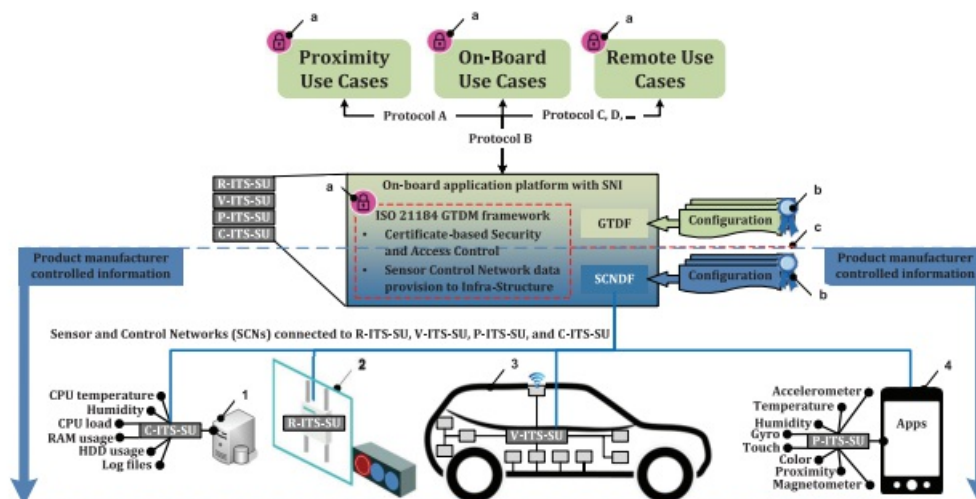 a
a
a
Proximity
Use Cases
On-Board
Use Cases
Remote Use
Cases
Protocol A
Protocol C, D, ...
Protocol B
R-ITS-SU
V-ITS-SU
P-ITS-SU
C-ITS-SU
a
On-board application platform with SNI
ISO 21184 GTDM framework
• Certificate-based Security
and Access Control
• Sensor Control Network data
provision to Infra-Structure
GTDF
SCNDF
Configuration
Configuration
b
c
b
Product manufacturer
controlled information
Product manufacturer
controlled information
Sensor and Control Networks (SCNs) connected to R-ITS-SU, V-ITS-SU, P-ITS-SU, and C-ITS-SU
CPU temperature
Humidity
CPU load
RAM usage
HDD usage
Log files
C-ITS-SU
1
2
R-ITS-SU
3
V-ITS-SU
Accelerometer
Temperature
Humidity
Gyro
Touch
Color
Proximity
Magnetometer
P-ITS-SU
4
Apps